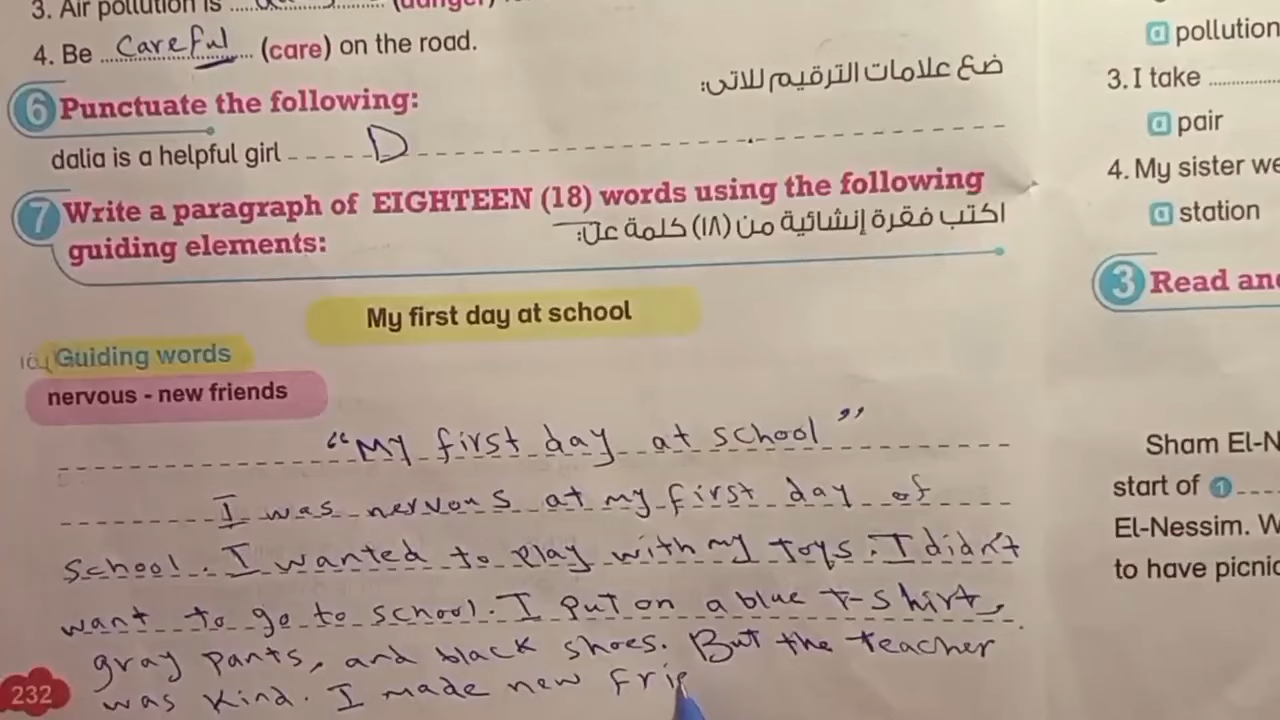 3. Air pollution is ............ (danger)
4. Be Careful (care) on the road.
6 Punctuate the following:
ضع علامات الترقيم للاتى:
dalia is a helpful girl D .
7 Write a paragraph of EIGHTEEN (18) words using the following
guiding elements:
اكتب فقرة إنشائية من (١٨) كلمة عن:
My first day at school
Guiding words
nervous - new friends
"My first day at school"
I was nervous at my first day of
school. I wanted to play with my toys. I didn't
want to go to school. I put on a blue t-shirt,
gray pants, and black shoes. But the teacher
was kind. I made new frie
232
a pollution
3. I take ............
a pair
4. My sister we
a station
3 Read and
Sham El-N
start of 1
El-Nessim. W
to have picnic